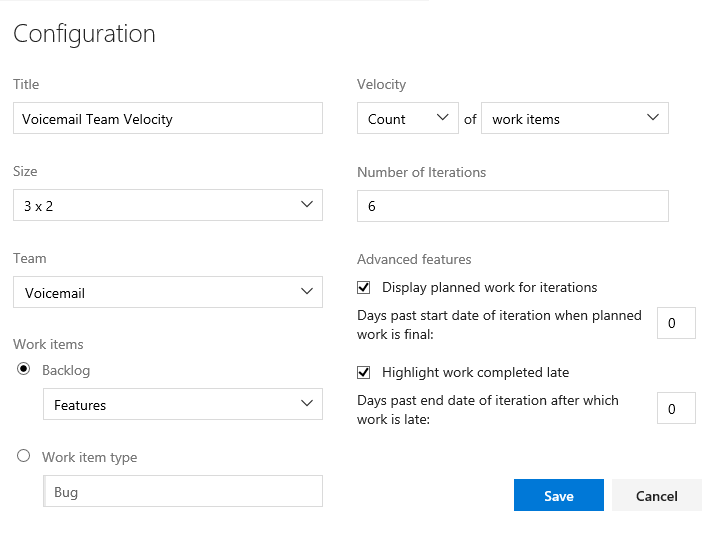 Configuration
Title
Voicemail Team Velocity
Size
3 x 2
Team
Voicemail
Work items
Backlog
Features
Work item type
Bug
Velocity
Count of work items
Number of Iterations
6
Advanced features
Display planned work for iterations
Days past start date of iteration when planned
work is final:
0
Highlight work completed late
Days past end date of iteration after which
work is late:
0
Save
Cancel